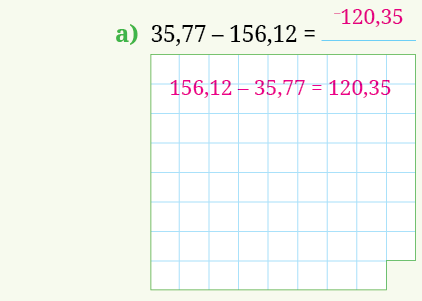 a) 35,77 – 156,12 = –120,35
156,12 – 35,77 = 120,35